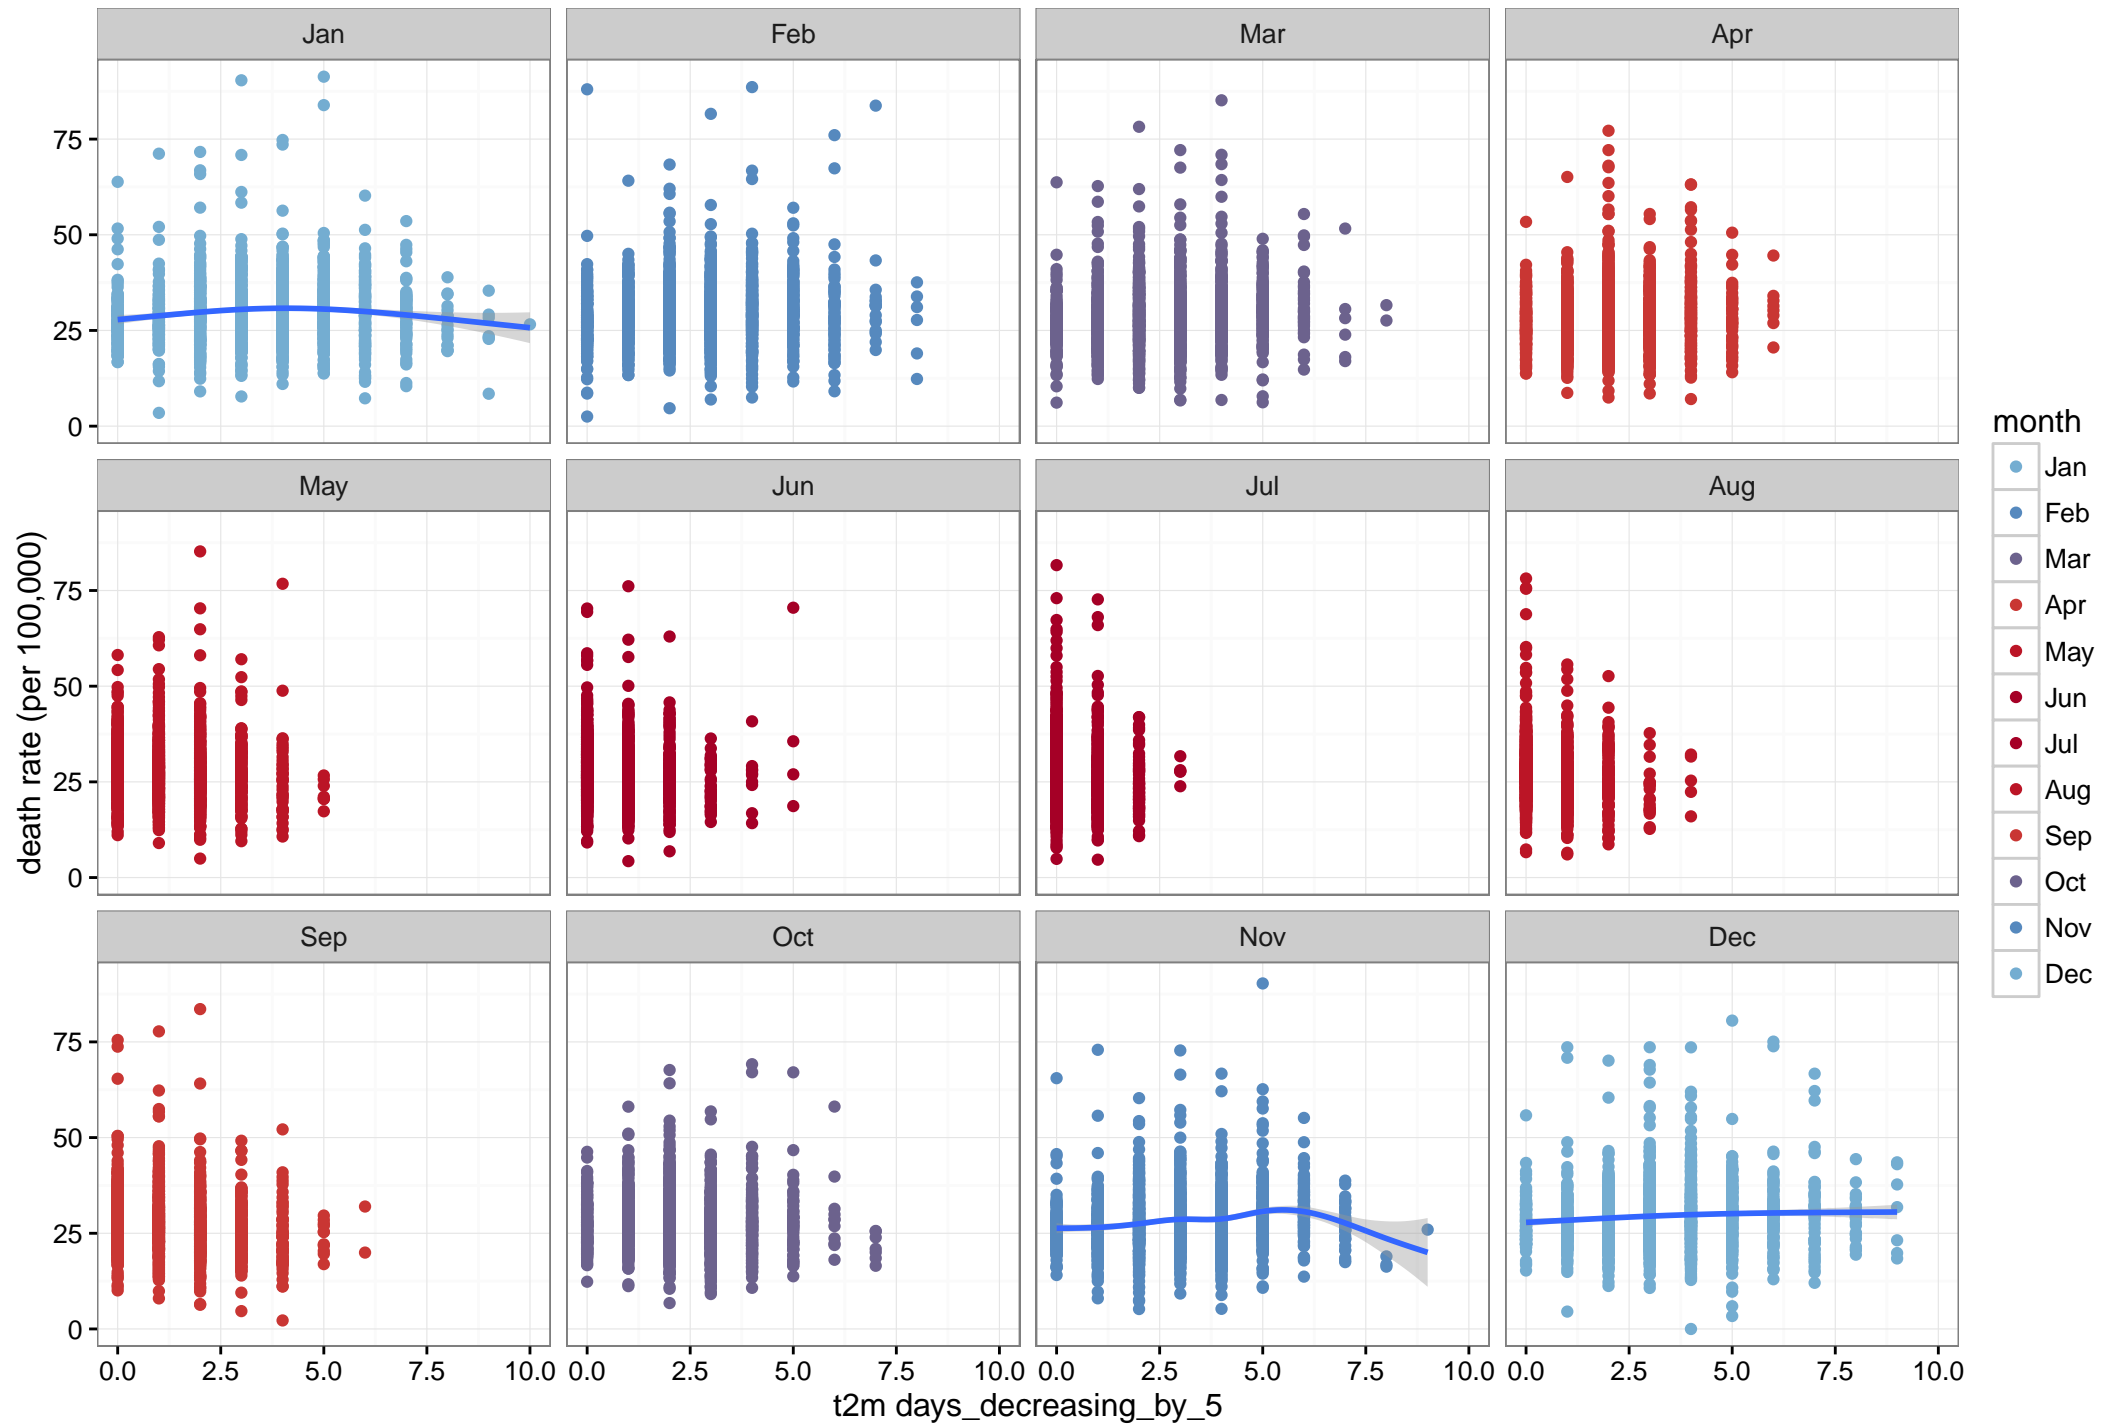 Jan Feb Mar Apr
75
50
25
0
May Jun Jul Aug
75
50
25
0
Sep Oct Nov Dec
75
50
25
0
0.0 2.5 5.0 7.5 10.0 0.0 2.5 5.0 7.5 10.0 0.0 2.5 5.0 7.5 10.0 0.0 2.5 5.0 7.5 10.0
t2m days_decreasing_by_5
death rate (per 100,000)
month
Jan
Feb
Mar
Apr
May
Jun
Jul
Aug
Sep
Oct
Nov
Dec